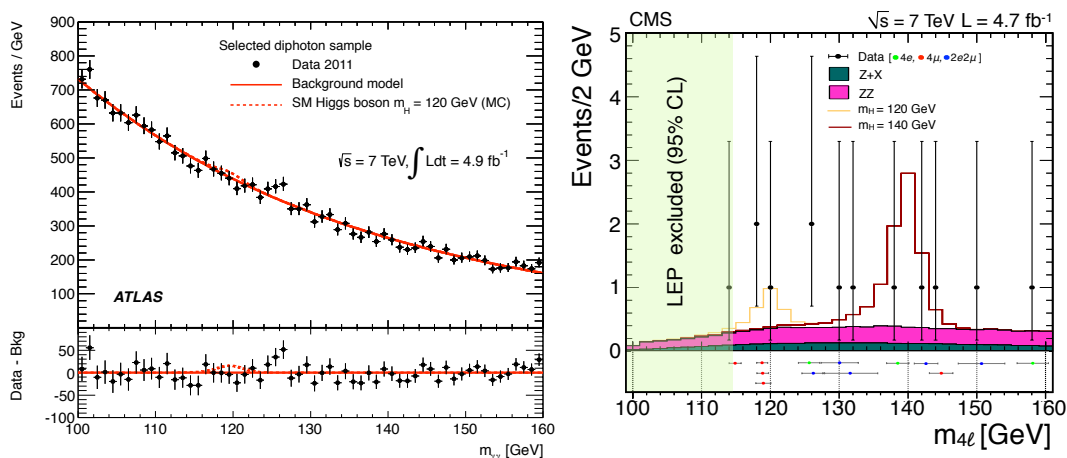 Events / GeV
900
800
700
600
500
400
300
200
100
Selected diphoton sample
Data 2011
Background model
SM Higgs boson m_H = 120 GeV (MC)
√s = 7 TeV, ∫ Ldt = 4.9 fb⁻¹
ATLAS
Data - Bkg
50
0
-50
-100
100 110 120 130 140 150 160
m_γγ [GeV]
CMS √s = 7 TeV L = 4.7 fb⁻¹
Events/2 GeV
5
4
3
2
1
0
LEP excluded (95% CL)
Data [ 4e, 4μ, 2e2μ ]
Z+X
ZZ
m_H = 120 GeV
m_H = 140 GeV
100 110 120 130 140 150 160
m_4ℓ [GeV]